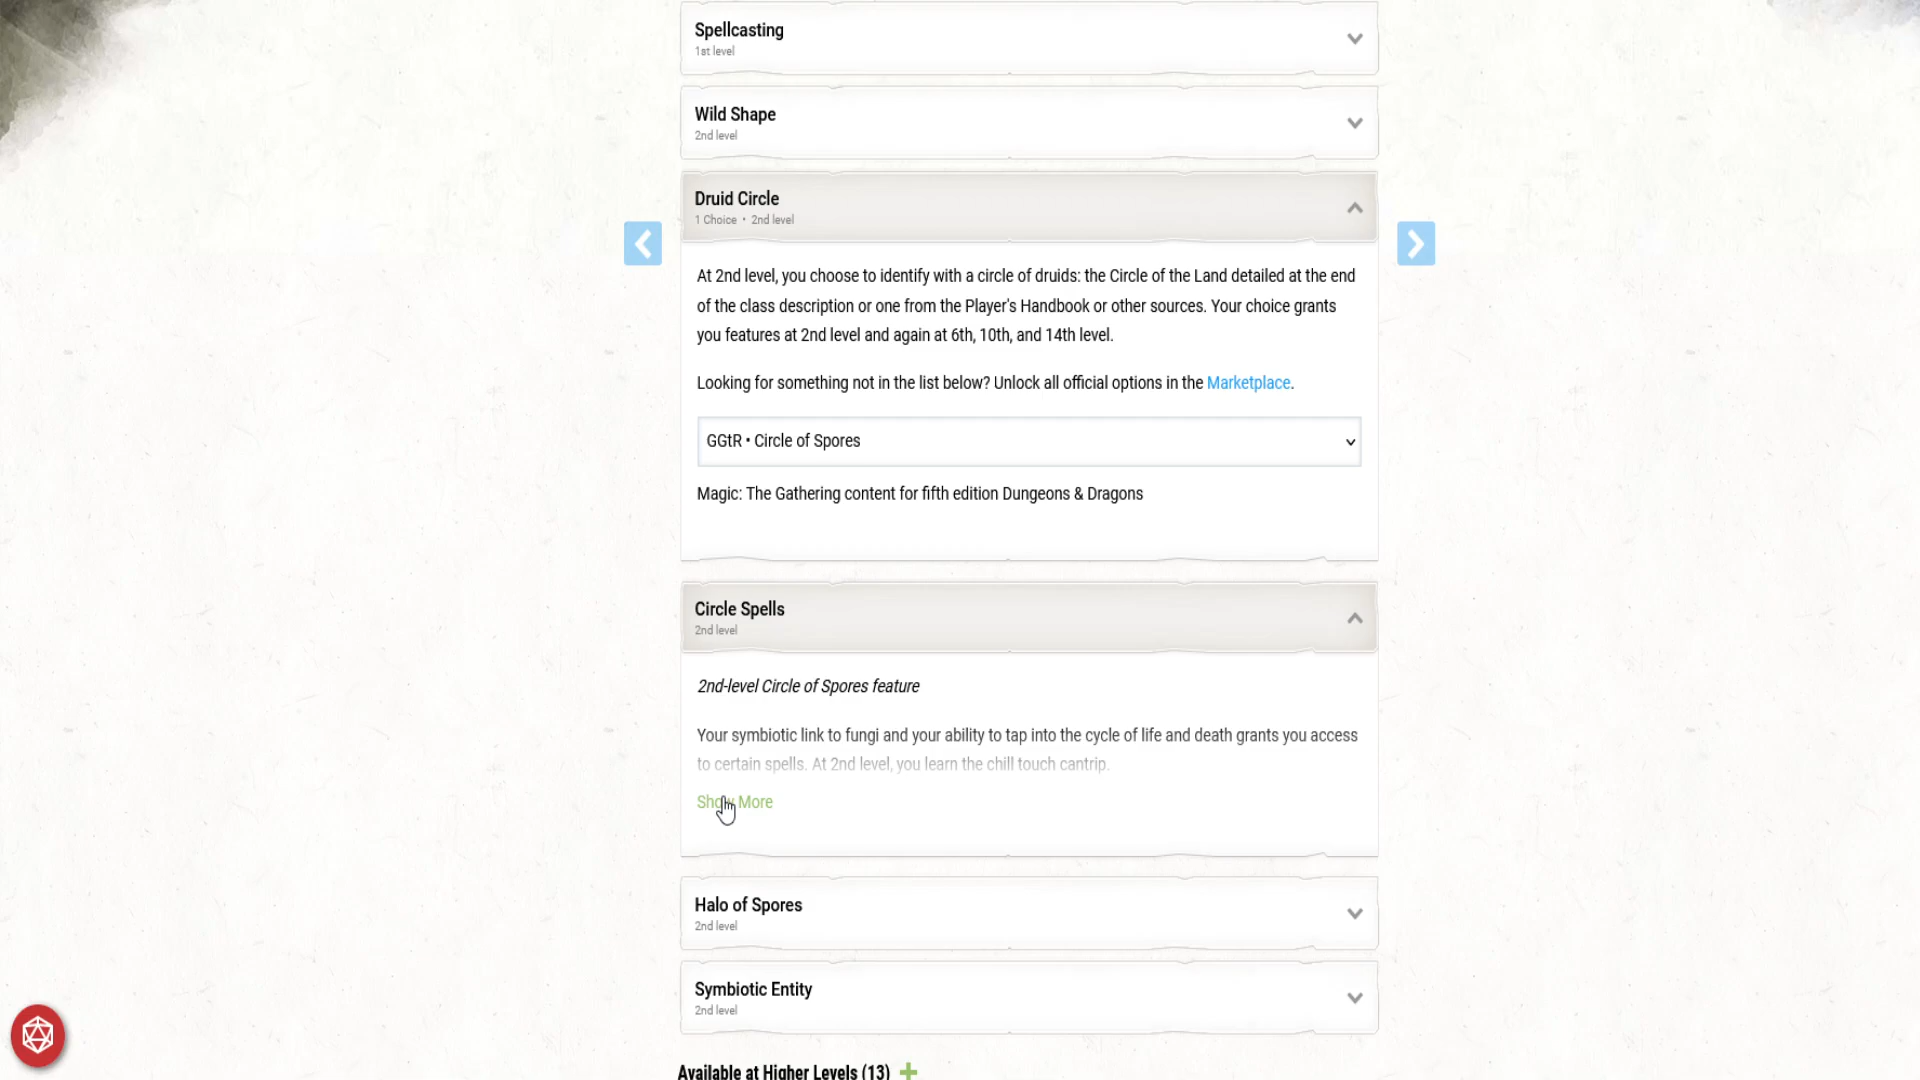 Spellcasting
1st level
Wild Shape
2nd level
Druid Circle
1 Choice • 2nd level
At 2nd level, you choose to identify with a circle of druids: the Circle of the Land detailed at the end
of the class description or one from the Player's Handbook or other sources. Your choice grants
you features at 2nd level and again at 6th, 10th, and 14th level.
Looking for something not in the list below? Unlock all official options in the Marketplace.
GGtR • Circle of Spores
Magic: The Gathering content for fifth edition Dungeons & Dragons
Circle Spells
2nd level
2nd-level Circle of Spores feature
Your symbiotic link to fungi and your ability to tap into the cycle of life and death grants you access
to certain spells. At 2nd level, you learn the chill touch cantrip.
Show More
Halo of Spores
2nd level
Symbiotic Entity
2nd level
Available at Higher Levels (13)